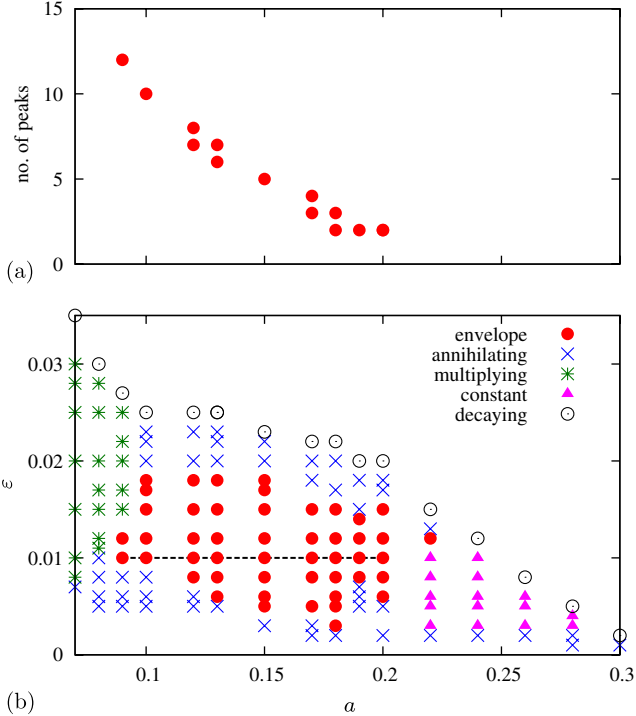 15
10
5
0
no. of peaks
(a)
0.03
0.02
0.01
0
ε
envelope
annihilating
multiplying
constant
decaying
0.1 0.15 0.2 0.25 0.3
a
(b)